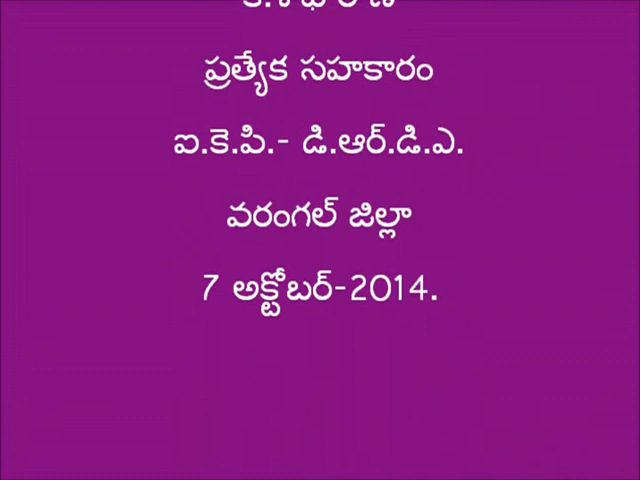 ప్రత్యేక సహకారం
ఐ.కె.పి.- డి.ఆర్.డి.ఎ.
వరంగల్ జిల్లా
7 అక్టోబర్-2014.